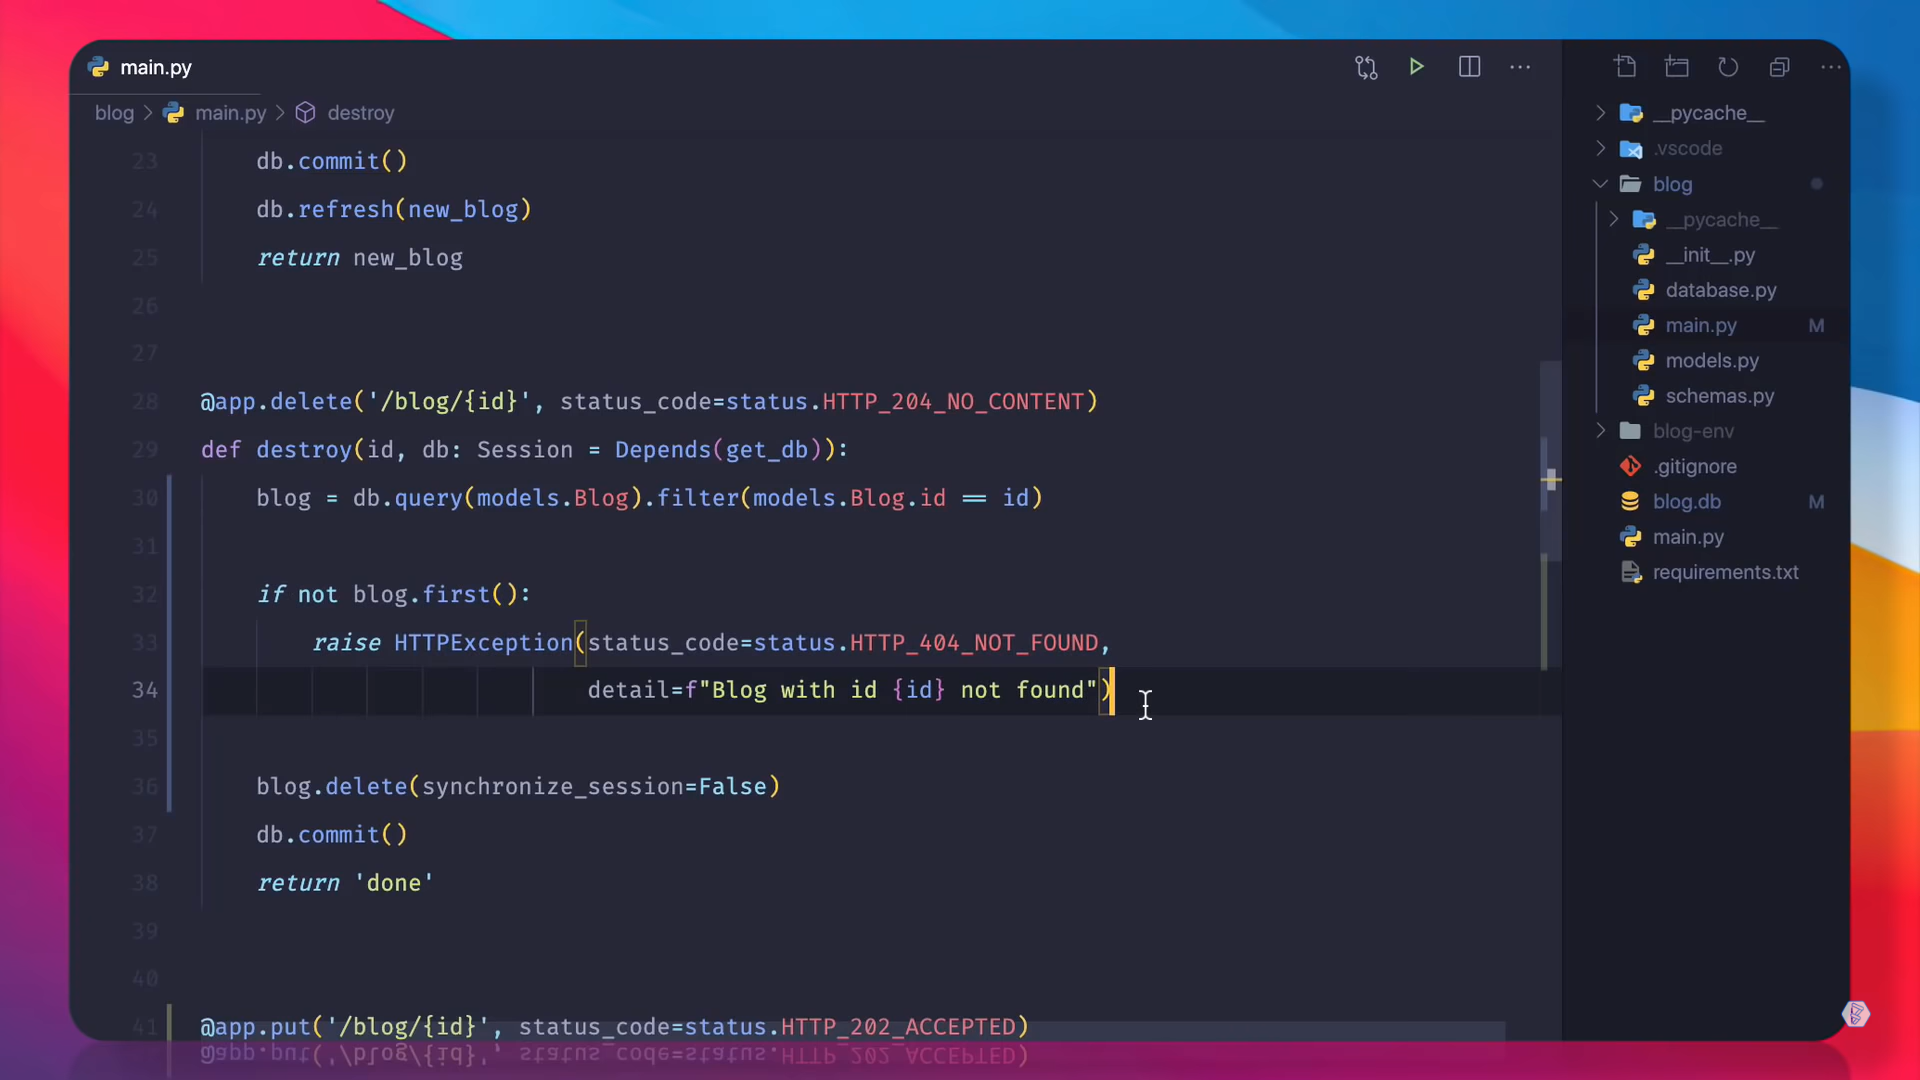 main.py
blog > main.py > destroy
23 db.commit()
24 db.refresh(new_blog)
25 return new_blog
26
27
28 @app.delete('/blog/{id}', status_code=status.HTTP_204_NO_CONTENT)
29 def destroy(id, db: Session = Depends(get_db)):
30 blog = db.query(models.Blog).filter(models.Blog.id == id)
31
32 if not blog.first():
33 raise HTTPException(status_code=status.HTTP_404_NOT_FOUND,
34 detail=f"Blog with id {id} not found")
35
36 blog.delete(synchronize_session=False)
37 db.commit()
38 return 'done'
39
40
41 @app.put('/blog/{id}', status_code=status.HTTP_202_ACCEPTED)
__pycache__
.vscode
blog
__pycache__
__init__.py
database.py
main.py M
models.py
schemas.py
blog-env
.gitignore
blog.db M
main.py
requirements.txt